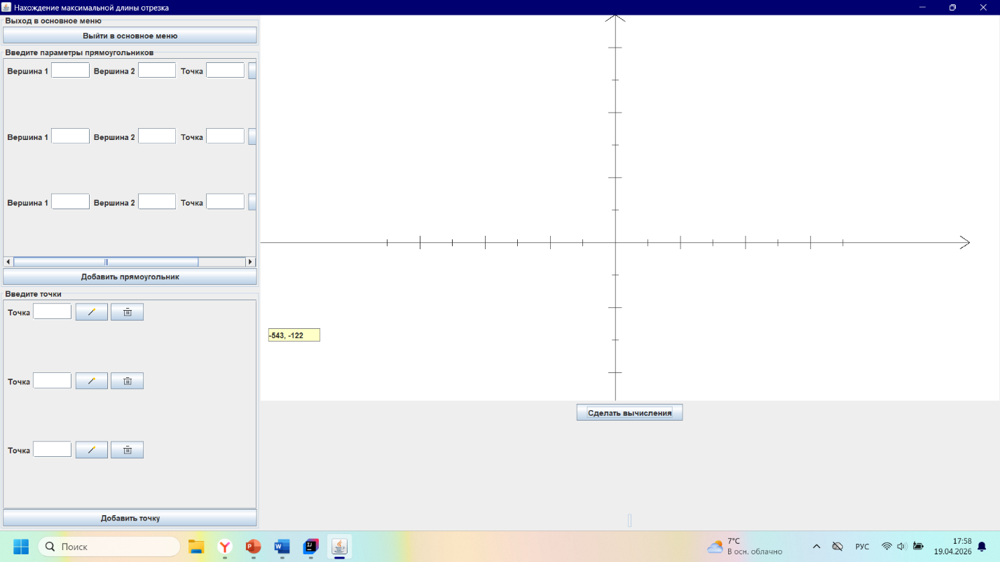 Нахождение максимальной длины отрезка
Выход в основное меню
Выйти в основное меню
Введите параметры прямоугольников
Вершина 1 Вершина 2 Точка
Вершина 1 Вершина 2 Точка
Вершина 1 Вершина 2 Точка
Добавить прямоугольник
Введите точки
Точка
Точка
Точка
Добавить точку
-543, -122
Сделать вычисления
Поиск
7°C
В осн. облачно
РУС
17:58
19.04.2026